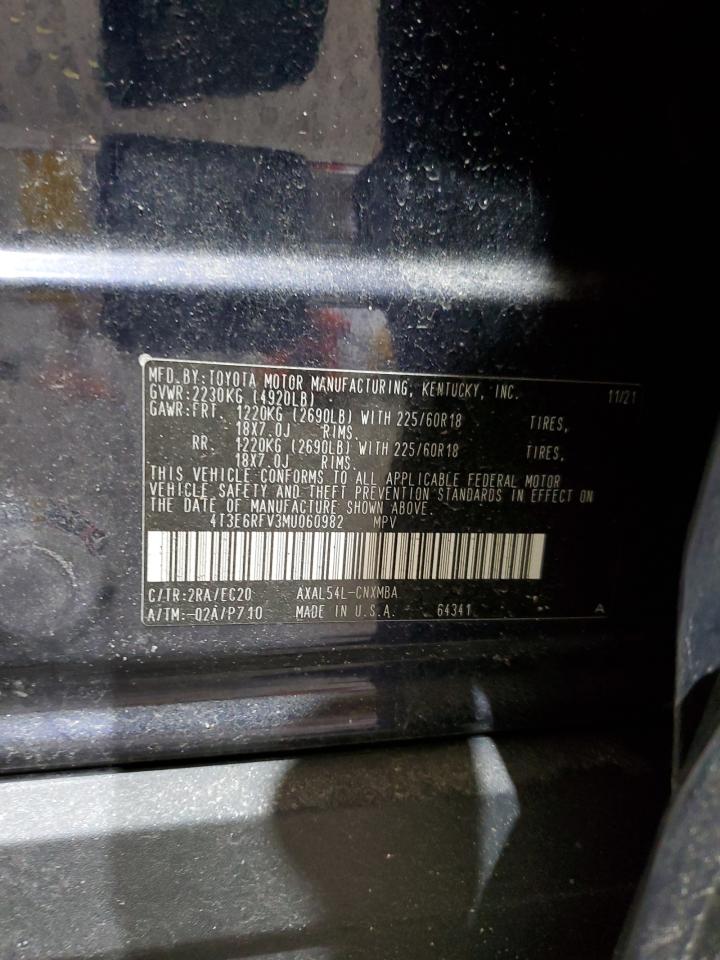 MFD.BY:TOYOTA MOTOR MANUFACTURING, KENTUCKY, INC. 11/21
GVWR:2230KG (4920LB)
GAWR:FRT. 1220KG (2690LB) WITH 225/60R18 TIRES,
18X7.0J RIMS.
RR. 1220KG (2690LB) WITH 225/60R18 TIRES,
18X7.0J RIMS.
THIS VEHICLE CONFORMS TO ALL APPLICABLE FEDERAL MOTOR
VEHICLE SAFETY AND THEFT PREVENTION STANDARDS IN EFFECT ON
THE DATE OF MANUFACTURE SHOWN ABOVE.
4T3E6RFV3MU060982 MPV
C/TR:2RA/EC20 AXAL54L-CNXMBA
A/TM:-02A/P710 MADE IN U.S.A. 64341 A